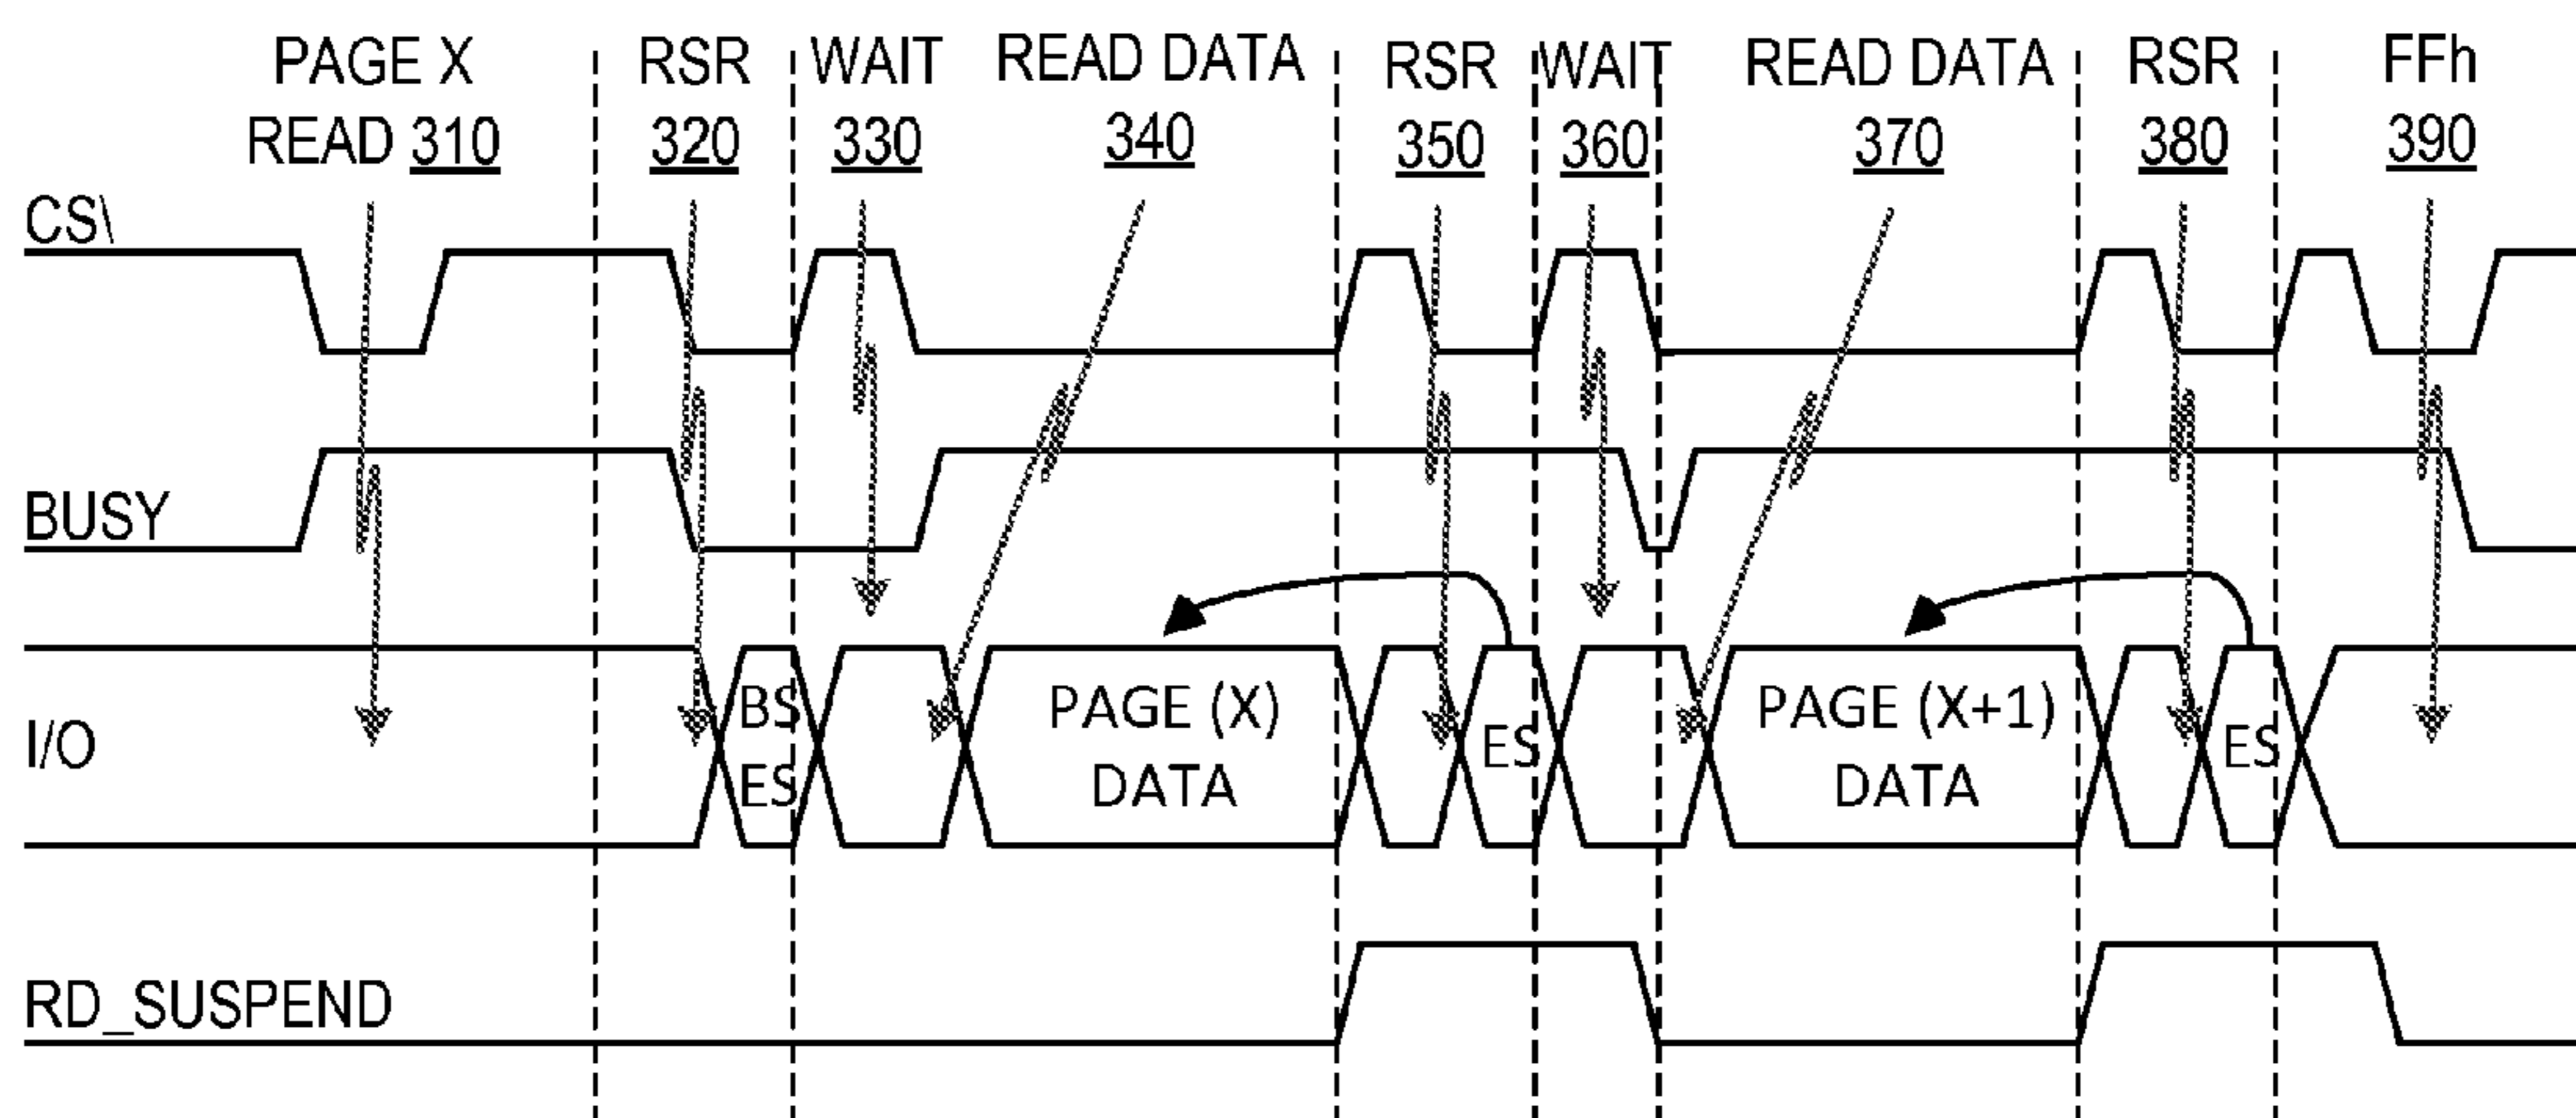 PAGE X
READ 310
RSR
320
WAIT
330
READ DATA
340
RSR
350
WAIT
360
READ DATA
370
RSR
380
FFh
390
CS\
BUSY
I/O
BS
ES
PAGE (X)
DATA
ES
PAGE (X+1)
DATA
ES
RD_SUSPEND